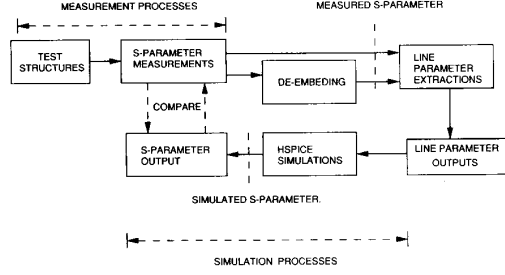 MEASUREMENT PROCESSES
MEASURED S-PARAMETER
TEST
STRUCTURES
S-PARAMETER
MEASUREMENTS
DE-EMBEDING
LINE
PARAMETER
EXTRACTIONS
COMPARE
S-PARAMETER
OUTPUT
HSPICE
SIMULATIONS
LINE PARAMETER
OUTPUTS
SIMULATED S-PARAMETER.
SIMULATION PROCESSES